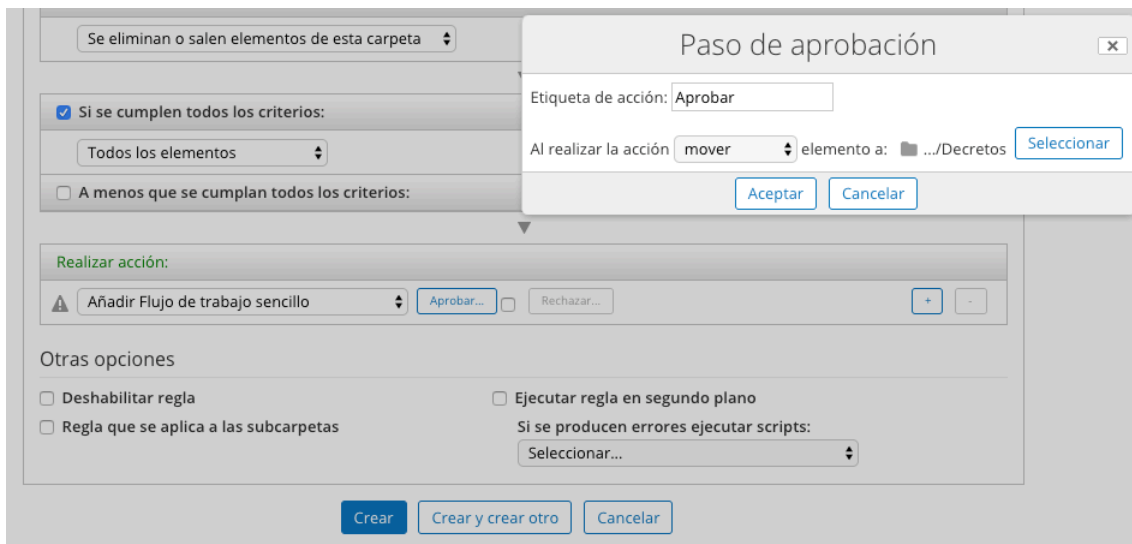 Se eliminan o salen elementos de esta carpeta
Paso de aprobación
Etiqueta de acción: Aprobar
Si se cumplen todos los criterios:
Al realizar la acción mover elemento a: .../Decretos Seleccionar
Todos los elementos
A menos que se cumplan todos los criterios:
Aceptar Cancelar
Realizar acción:
Añadir Flujo de trabajo sencillo Aprobar... Rechazar... + -
Otras opciones
Deshabilitar regla
Ejecutar regla en segundo plano
Regla que se aplica a las subcarpetas
Si se producen errores ejecutar scripts:
Seleccionar...
Crear Crear y crear otro Cancelar